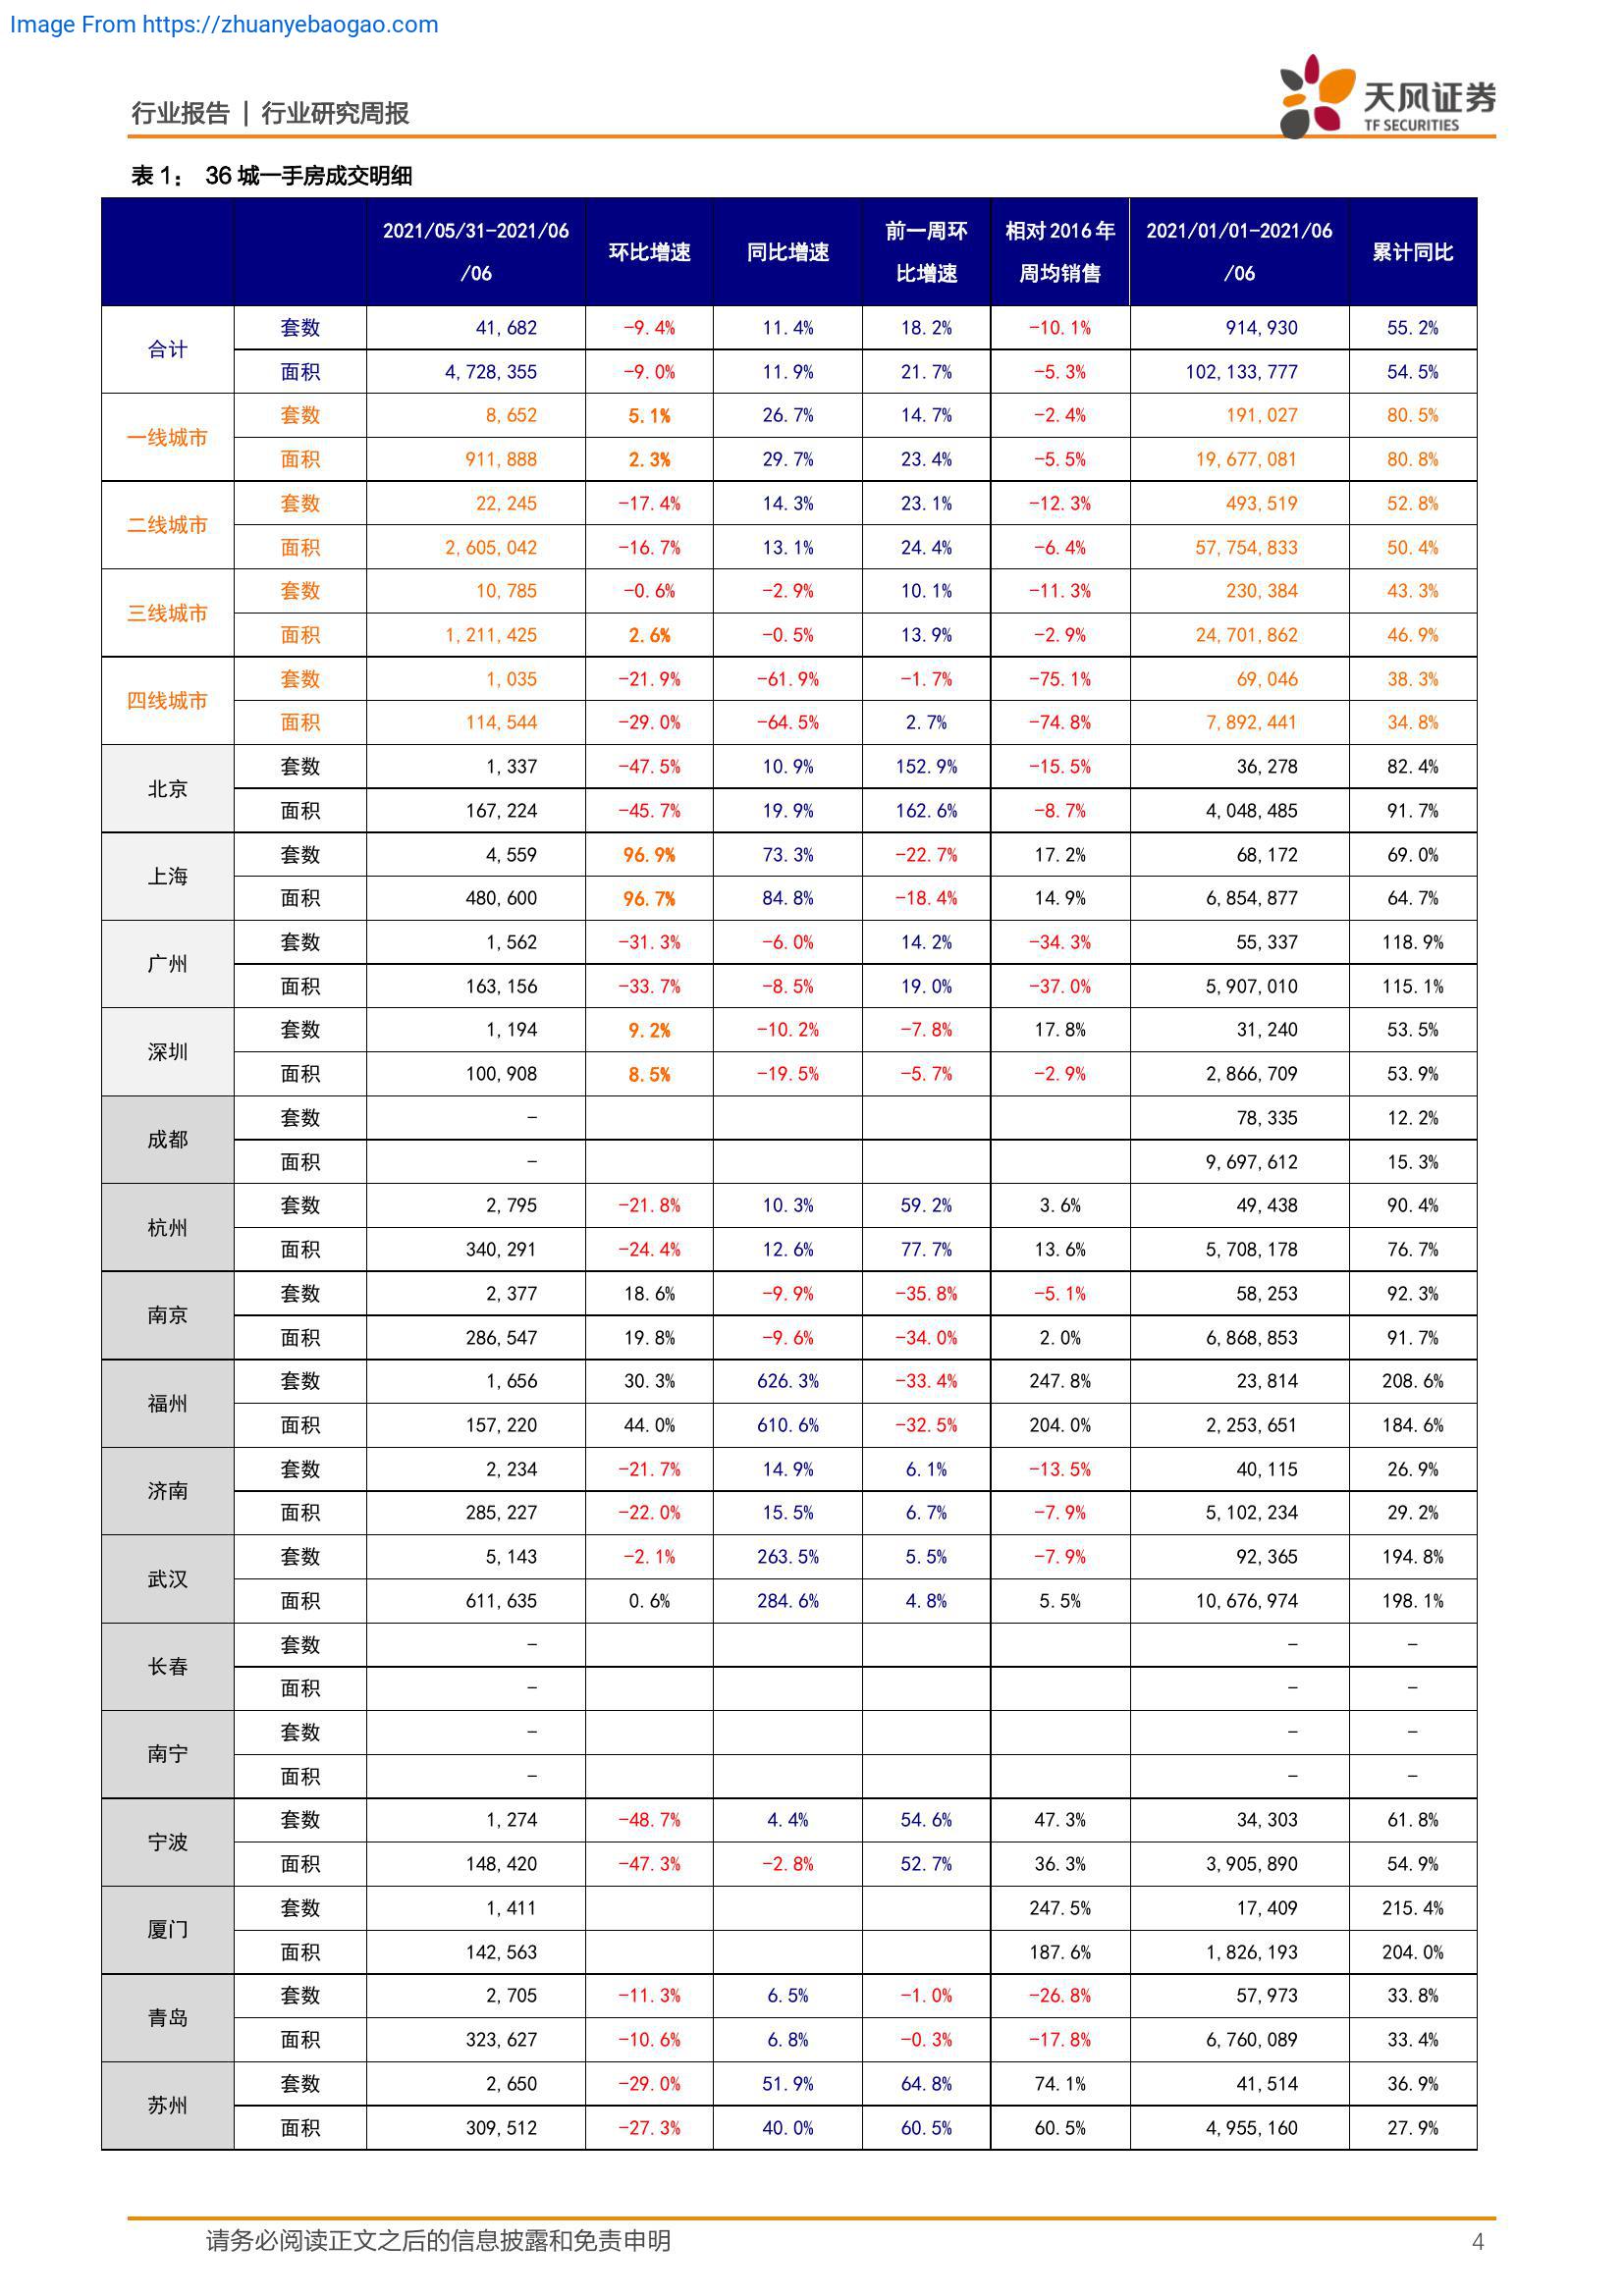 Image From https://zhuanyebaogao.com
行业报告 | 行业研究周报
天风证券
TF SECURITIES
表 1： 36 城一手房成交明细
2021/05/31-2021/06/06 环比增速 同比增速 前一周环比增速 相对 2016 年周均销售 2021/01/01-2021/06/06 累计同比
合计 套数 41,682 -9.4% 11.4% 18.2% -10.1% 914,930 55.2%
面积 4,728,355 -9.0% 11.9% 21.7% -5.3% 102,133,777 54.5%
一线城市 套数 8,652 5.1% 26.7% 14.7% -2.4% 191,027 80.5%
面积 911,888 2.3% 29.7% 23.4% -5.5% 19,677,081 80.8%
二线城市 套数 22,245 -17.4% 14.3% 23.1% -12.3% 493,519 52.8%
面积 2,605,042 -16.7% 13.1% 24.4% -6.4% 57,754,833 50.4%
三线城市 套数 10,785 -0.6% -2.9% 10.1% -11.3% 230,384 43.3%
面积 1,211,425 2.6% -0.5% 13.9% -2.9% 24,701,862 46.9%
四线城市 套数 1,035 -21.9% -61.9% -1.7% -75.1% 69,046 38.3%
面积 114,544 -29.0% -64.5% 2.7% -74.8% 7,892,441 34.8%
北京 套数 1,337 -47.5% 10.9% 152.9% -15.5% 36,278 82.4%
面积 167,224 -45.7% 19.9% 162.6% -8.7% 4,048,485 91.7%
上海 套数 4,559 96.9% 73.3% -22.7% 17.2% 68,172 69.0%
面积 480,600 96.7% 84.8% -18.4% 14.9% 6,854,877 64.7%
广州 套数 1,562 -31.3% -6.0% 14.2% -34.3% 55,337 118.9%
面积 163,156 -33.7% -8.5% 19.0% -37.0% 5,907,010 115.1%
深圳 套数 1,194 9.2% -10.2% -7.8% 17.8% 31,240 53.5%
面积 100,908 8.5% -19.5% -5.7% -2.9% 2,866,709 53.9%
成都 套数 - 78,335 12.2%
面积 - 9,697,612 15.3%
杭州 套数 2,795 -21.8% 10.3% 59.2% 3.6% 49,438 90.4%
面积 340,291 -24.4% 12.6% 77.7% 13.6% 5,708,178 76.7%
南京 套数 2,377 18.6% -9.9% -35.8% -5.1% 58,253 92.3%
面积 286,547 19.8% -9.6% -34.0% 2.0% 6,868,853 91.7%
福州 套数 1,656 30.3% 626.3% -33.4% 247.8% 23,814 208.6%
面积 157,220 44.0% 610.6% -32.5% 204.0% 2,253,651 184.6%
济南 套数 2,234 -21.7% 14.9% 6.1% -13.5% 40,115 26.9%
面积 285,227 -22.0% 15.5% 6.7% -7.9% 5,102,234 29.2%
武汉 套数 5,143 -2.1% 263.5% 5.5% -7.9% 92,365 194.8%
面积 611,635 0.6% 284.6% 4.8% 5.5% 10,676,974 198.1%
长春 套数 - - -
面积 - - -
南宁 套数 - - -
面积 - - -
宁波 套数 1,274 -48.7% 4.4% 54.6% 47.3% 34,303 61.8%
面积 148,420 -47.3% -2.8% 52.7% 36.3% 3,905,890 54.9%
厦门 套数 1,411 247.5% 17,409 215.4%
面积 142,563 187.6% 1,826,193 204.0%
青岛 套数 2,705 -11.3% 6.5% -1.0% -26.8% 57,973 33.8%
面积 323,627 -10.6% 6.8% -0.3% -17.8% 6,760,089 33.4%
苏州 套数 2,650 -29.0% 51.9% 64.8% 74.1% 41,514 36.9%
面积 309,512 -27.3% 40.0% 60.5% 60.5% 4,955,160 27.9%
请务必阅读正文之后的信息披露和免责申明 4